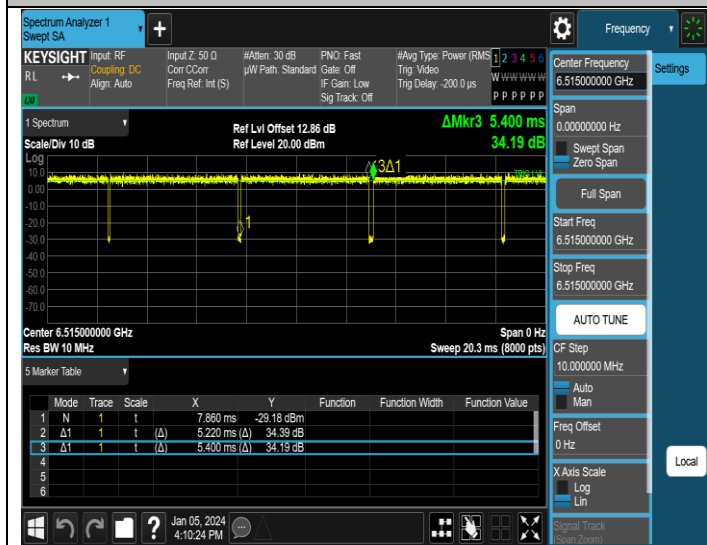 Spectrum Analyzer 1
Swept SA
Frequency
KEYSIGHT
RL
LXI
Input: RF
Coupling: DC
Align: Auto
Input Z: 50 Ω
Corr CCorr
Freq Ref: Int (S)
#Atten: 30 dB
µW Path: Standard
PNO: Fast
Gate: Off
IF Gain: Low
Sig Track: Off
#Avg Type: Power (RMS
Trig: Video
Trig Delay: -200.0 µs
1 2 3 4 5 6
W W W W W W
P P P P P P
1 Spectrum
Scale/Div 10 dB
Ref Lvl Offset 12.86 dB
Ref Level 20.00 dBm
ΔMkr3 5.400 ms
34.19 dB
Log
10.0
0.00
-10.0
-20.0
-30.0
-40.0
-50.0
-60.0
-70.0
3Δ1
1
TRIG LVL
Center 6.515000000 GHz
Res BW 10 MHz
Span 0 Hz
Sweep 20.3 ms (8000 pts)
5 Marker Table
Mode Trace Scale X Y Function Function Width Function Value
1 N 1 t 7.860 ms -29.18 dBm
2 Δ1 1 t (Δ) 5.220 ms (Δ) 34.39 dB
3 Δ1 1 t (Δ) 5.400 ms (Δ) 34.19 dB
4
5
6
Center Frequency
6.515000000 GHz
Settings
Span
0.00000000 Hz
Swept Span
Zero Span
Full Span
Start Freq
6.515000000 GHz
Stop Freq
6.515000000 GHz
AUTO TUNE
CF Step
10.000000 MHz
Auto
Man
Freq Offset
0 Hz
X Axis Scale
Log
Lin
Signal Track
(Span Zoom)
Local
?
Jan 05, 2024
4:10:24 PM